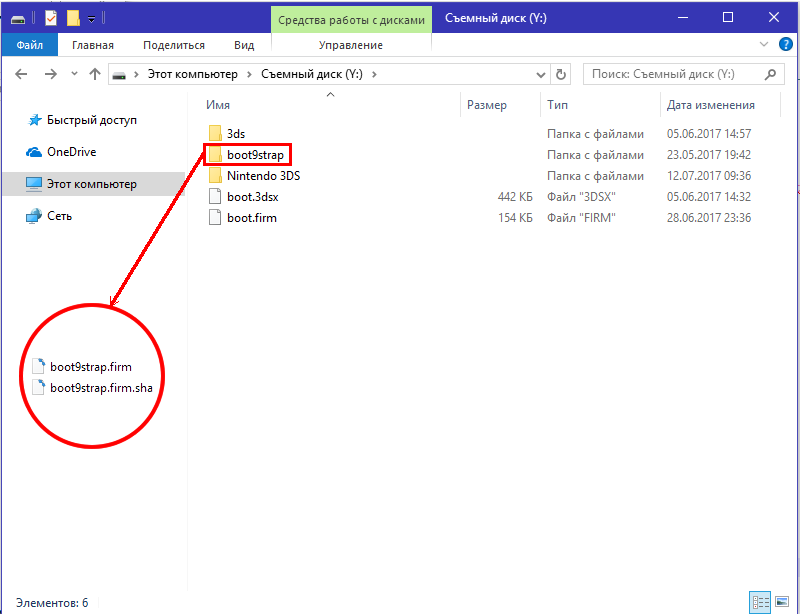 Средства работы с дисками Съемный диск (Y:)
Файл Главная Поделиться Вид Управление
Этот компьютер Съемный диск (Y:) Поиск: Съемный диск (Y:)
Имя Размер Тип Дата изменения
Быстрый доступ
OneDrive
Этот компьютер
Сеть
3ds Папка с файлами 05.06.2017 14:57
boot9strap Папка с файлами 23.05.2017 19:42
Nintendo 3DS Папка с файлами 12.07.2017 09:36
boot.3dsx 442 КБ Файл "3DSX" 05.06.2017 14:32
boot.firm 154 КБ Файл "FIRM" 28.06.2017 23:36
boot9strap.firm
boot9strap.firm.sha
Элементов: 6